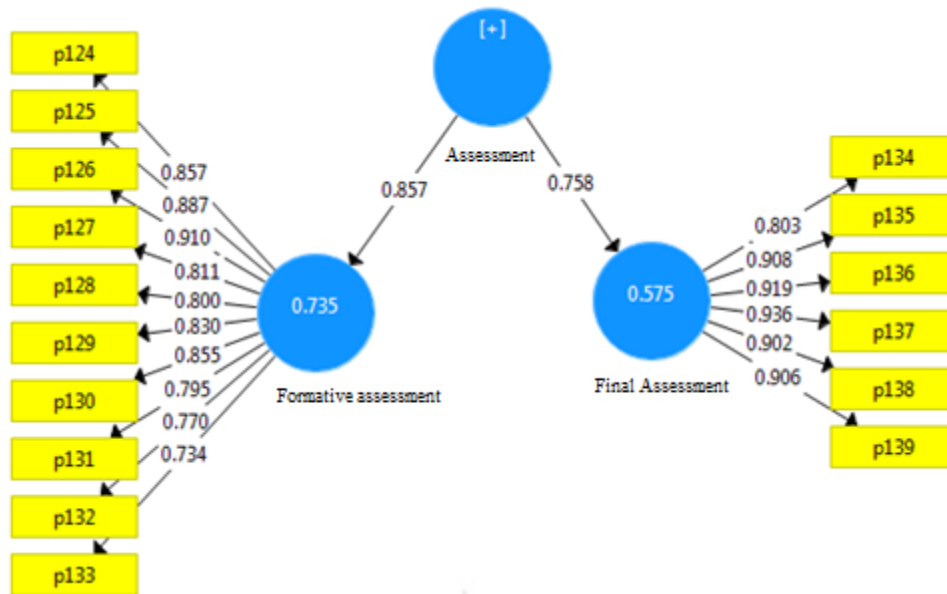 [+]
Assessment
0.857
0.758
p124
p125
p126
p127
p128
p129
p130
p131
p132
p133
0.857
0.887
0.910
0.811
0.800
0.830
0.855
0.795
0.770
0.734
0.735
Formative assessment
0.575
Final Assessment
0.803
0.908
0.919
0.936
0.902
0.906
p134
p135
p136
p137
p138
p139